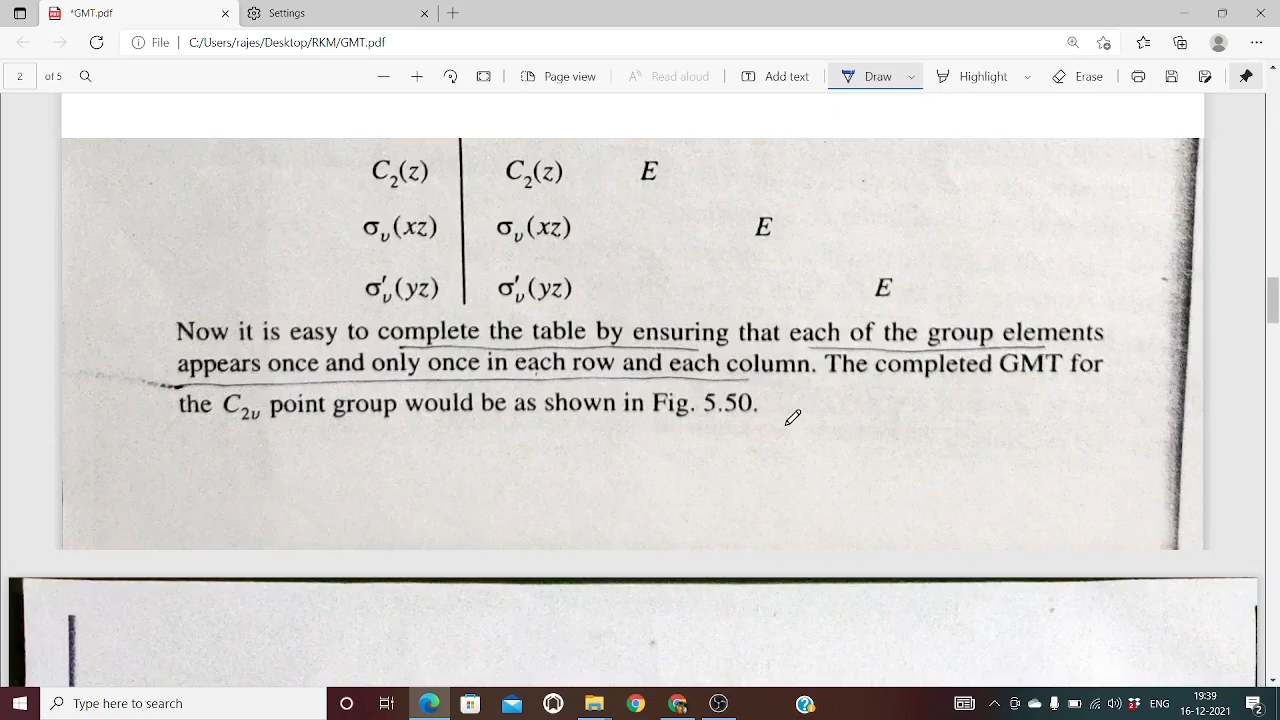 *GMT.pdf
Settings
File | C:/Users/rajes/Desktop/RKM/GMT.pdf
2 of 5 Page view Read aloud Add text Draw Highlight Erase
C₂(z) C₂(z) E
σᵥ(xz) σᵥ(xz) E
σ′ᵥ(yz) σ′ᵥ(yz) E
Now it is easy to complete the table by ensuring that each of the group elements
appears once and only once in each row and each column. The completed GMT for
the C₂ᵥ point group would be as shown in Fig. 5.50.
Type here to search
ENG
19:39
16-12-2021
2